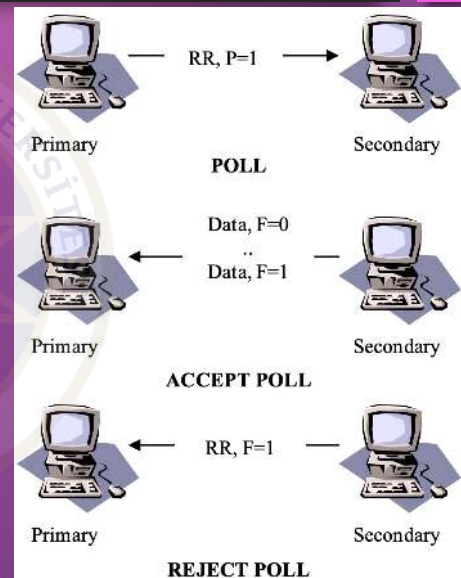 RR, P=1
Primary Secondary
POLL
Data, F=0
..
Data, F=1
Primary Secondary
ACCEPT POLL
RR, F=1
Primary Secondary
REJECT POLL